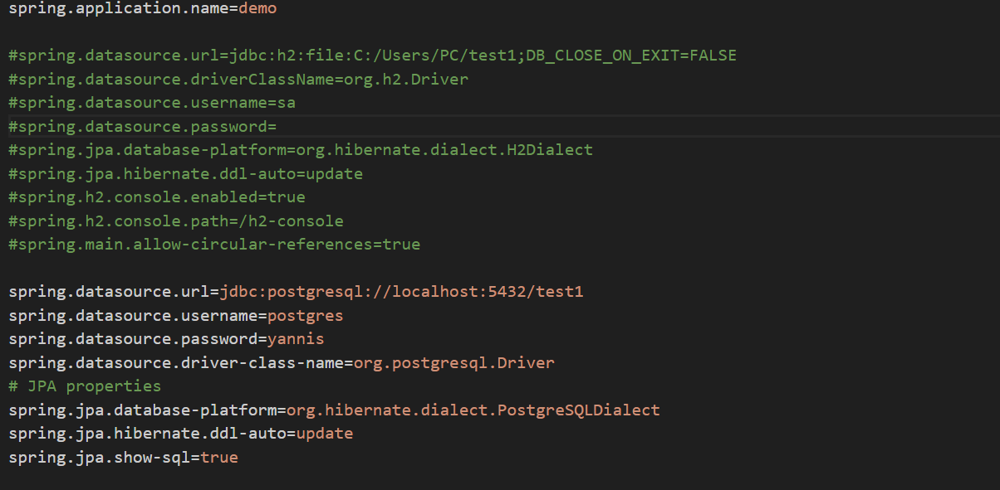 spring.application.name=demo
#spring.datasource.url=jdbc:h2:file:C:/Users/PC/test1;DB_CLOSE_ON_EXIT=FALSE
#spring.datasource.driverClassName=org.h2.Driver
#spring.datasource.username=sa
#spring.datasource.password=
#spring.jpa.database-platform=org.hibernate.dialect.H2Dialect
#spring.jpa.hibernate.ddl-auto=update
#spring.h2.console.enabled=true
#spring.h2.console.path=/h2-console
#spring.main.allow-circular-references=true
spring.datasource.url=jdbc:postgresql://localhost:5432/test1
spring.datasource.username=postgres
spring.datasource.password=yannis
spring.datasource.driver-class-name=org.postgresql.Driver
# JPA properties
spring.jpa.database-platform=org.hibernate.dialect.PostgreSQLDialect
spring.jpa.hibernate.ddl-auto=update
spring.jpa.show-sql=true